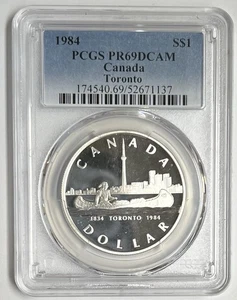 1984 S$1
PCGS PR69DCAM
Canada
Toronto
174540.69/52671137
CANADA
1834 TORONTO 1984
DOLLAR